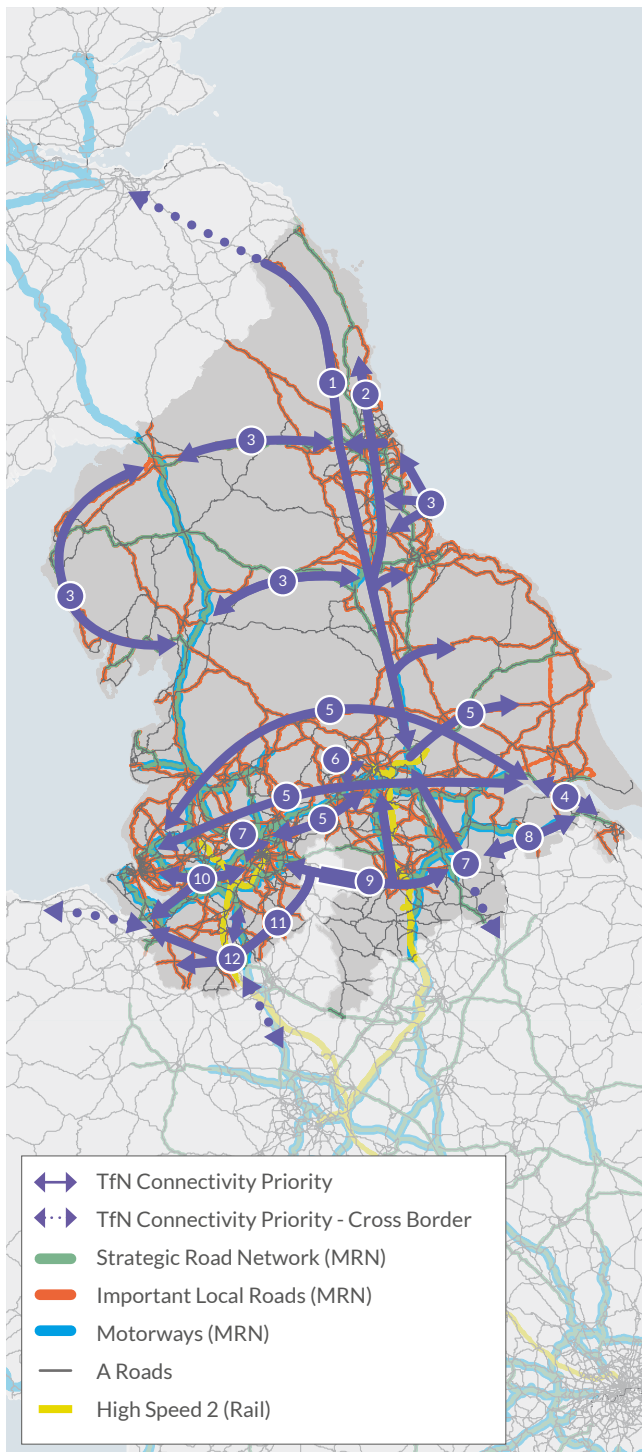 1
2
3
3
3
3
5
5
6
5
4
5
7
8
7
9
10
11
12
TfN Connectivity Priority
TfN Connectivity Priority - Cross Border
Strategic Road Network (MRN)
Important Local Roads (MRN)
Motorways (MRN)
A Roads
High Speed 2 (Rail)